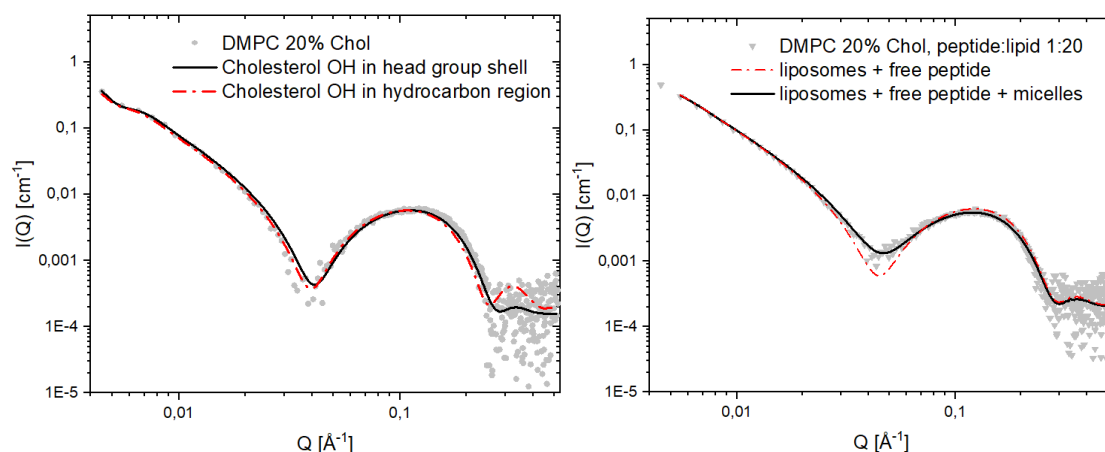 DMPC 20% Chol
Cholesterol OH in head group shell
Cholesterol OH in hydrocarbon region
1
0,1
0,01
0,001
1E-4
1E-5
I(Q) [cm-1]
0,01
0,1
Q [Å-1]
DMPC 20% Chol, peptide:lipid 1:20
liposomes + free peptide
liposomes + free peptide + micelles
1
0,1
0,01
0,001
1E-4
1E-5
I(Q) [cm-1]
0,01
0,1
Q [Å-1]